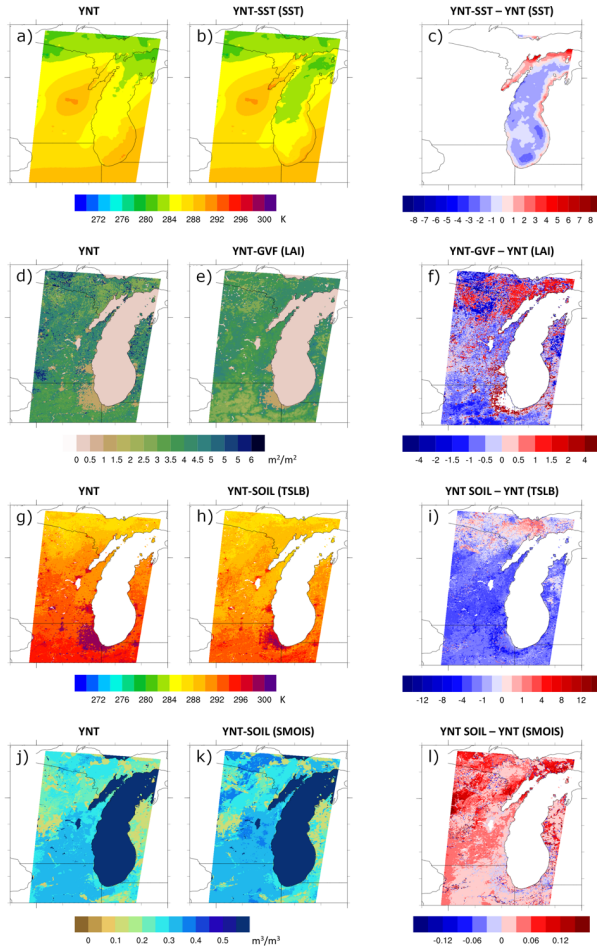 YNT YNT-SST (SST) YNT-SST – YNT (SST)
a) b) c)
272 276 280 284 288 292 296 300 K
-8 -7 -5 -4 -3 -2 -1 0 1 2 3 4 5 7 8
YNT YNT-GVF (LAI) YNT-GVF – YNT (LAI)
d) e) f)
0 0.5 1 1.5 2 2.5 3 3.5 4 4.5 5 5.5 6 m²/m²
-4 -2 -1.5 -1 -0.5 0 0.5 1 1.5 2 4
YNT YNT-SOIL (TSLB) YNT SOIL – YNT (TSLB)
g) h) i)
272 276 280 284 288 292 296 300 K
-12 -8 -4 -1 0 1 4 8 12
YNT YNT-SOIL (SMOIS) YNT SOIL – YNT (SMOIS)
j) k) l)
0 0.1 0.2 0.3 0.4 0.5 m³/m³
-0.12 -0.06 0 0.06 0.12